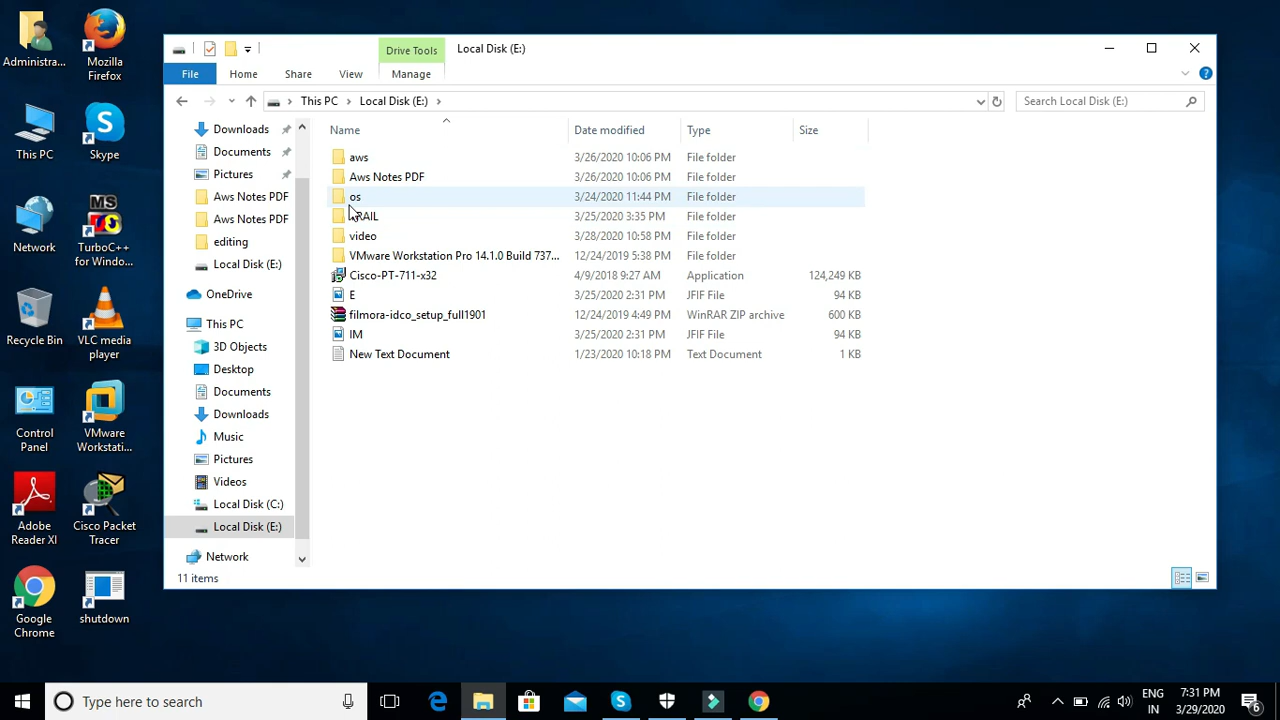 Administra...
Mozilla
Firefox
This PC
Skype
Network
MS
TurboC++
for Windo...
Recycle Bin
VLC media
player
Control
Panel
VMware
Workstati...
Adobe
Reader XI
Cisco Packet
Tracer
Google
Chrome
shutdown
Drive Tools
Local Disk (E:)
File
Home
Share
View
Manage
This PC
Local Disk (E:)
Search Local Disk (E:)
Downloads
Documents
Pictures
Aws Notes PDF
Aws Notes PDF
editing
Local Disk (E:)
OneDrive
This PC
3D Objects
Desktop
Documents
Downloads
Music
Pictures
Videos
Local Disk (C:)
Local Disk (E:)
Network
Name Date modified Type Size
aws 3/26/2020 10:06 PM File folder
Aws Notes PDF 3/26/2020 10:06 PM File folder
os 3/24/2020 11:44 PM File folder
RAIL 3/25/2020 3:35 PM File folder
video 3/28/2020 10:58 PM File folder
VMware Workstation Pro 14.1.0 Build 737... 12/24/2019 5:38 PM File folder
Cisco-PT-711-x32 4/9/2018 9:27 AM Application 124,249 KB
E 3/25/2020 2:31 PM JFIF File 94 KB
filmora-idco_setup_full1901 12/24/2019 4:49 PM WinRAR ZIP archive 600 KB
IM 3/25/2020 2:31 PM JFIF File 94 KB
New Text Document 1/23/2020 10:18 PM Text Document 1 KB
11 items
Type here to search
ENG
IN
7:31 PM
3/29/2020
6